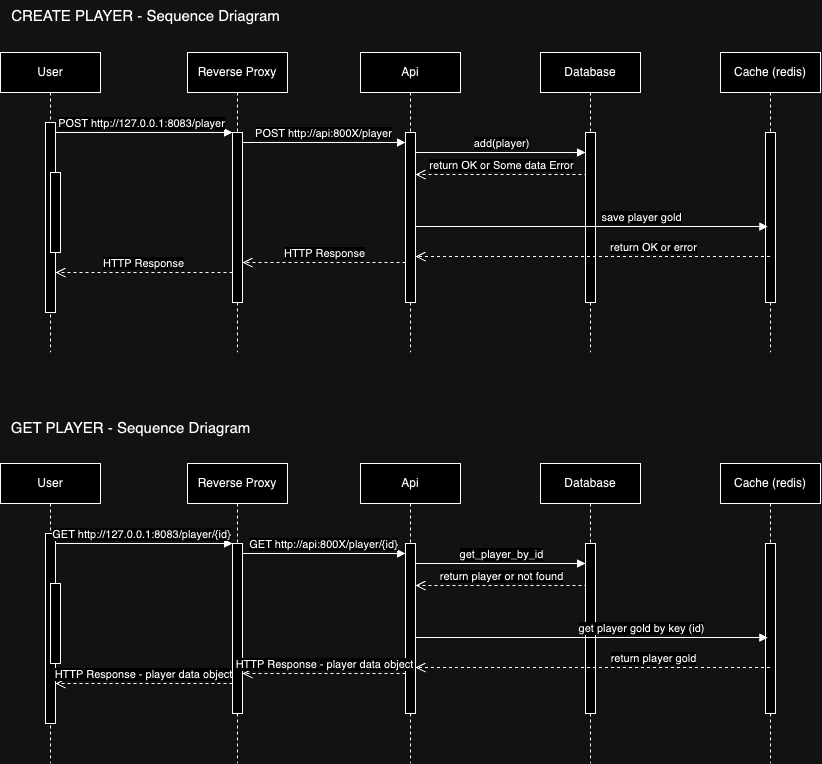 CREATE PLAYER - Sequence Driagram
User
Reverse Proxy
Api
Database
Cache (redis)
POST http://127.0.0.1:8083/player
POST http://api:800X/player
add(player)
return OK or Some data Error
save player gold
return OK or error
HTTP Response
HTTP Response
GET PLAYER - Sequence Driagram
User
Reverse Proxy
Api
Database
Cache (redis)
GET http://127.0.0.1:8083/player/{id}
GET http://api:800X/player/{id}
get_player_by_id
return player or not found
get player gold by key (id)
return player gold
HTTP Response - player data object
HTTP Response - player data object